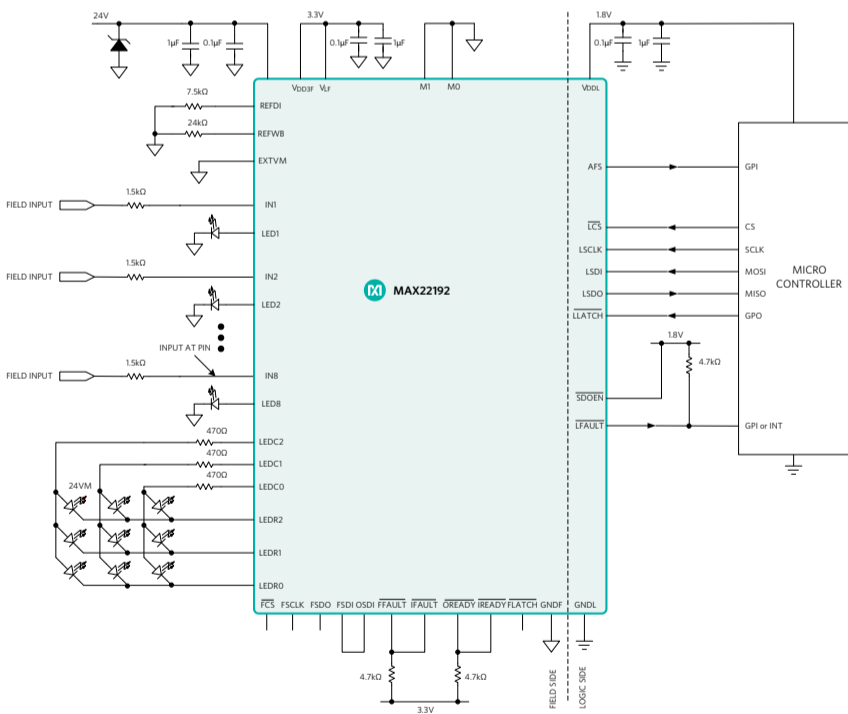 24V
3.3V
1.8V
1µF
0.1µF
0.1µF
1µF
0.1µF
1µF
VDD3F
VLF
M1
M0
VDDL
7.5kΩ
REFDI
24kΩ
REFWB
EXTVM
AFS
GPI
FIELD INPUT
1.5kΩ
IN1
LED1
LCS
CS
LSCLK
SCLK
FIELD INPUT
1.5kΩ
IN2
LSDI
MOSI
MICRO
CONTROLLER
LED2
MAX22192
LSDO
MISO
LLATCH
GPO
INPUT AT PIN
1.8V
4.7kΩ
FIELD INPUT
1.5kΩ
IN8
LED8
SDOEN
LFAULT
GPI or INT
470Ω
LEDC2
470Ω
LEDC1
470Ω
LEDC0
24VM
LEDR2
LEDR1
LEDR0
FCS
FSCLK
FSDO
FSDI
OSDI
FFAULT
IFAULT
OREADY
IREADY
FLATCH
GNDF
GNDL
4.7kΩ
4.7kΩ
3.3V
FIELD SIDE
LOGIC SIDE